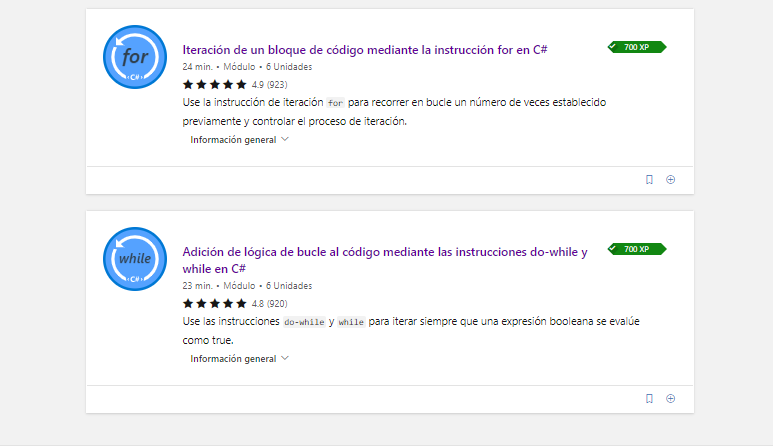 for
C#
Iteración de un bloque de código mediante la instrucción for en C#
700 XP
24 min. • Módulo • 6 Unidades
4.9 (923)
Use la instrucción de iteración for para recorrer en bucle un número de veces establecido
previamente y controlar el proceso de iteración.
Información general
while
C#
Adición de lógica de bucle al código mediante las instrucciones do-while y
while en C#
700 XP
23 min. • Módulo • 6 Unidades
4.8 (920)
Use las instrucciones do-while y while para iterar siempre que una expresión booleana se evalúe
como true.
Información general